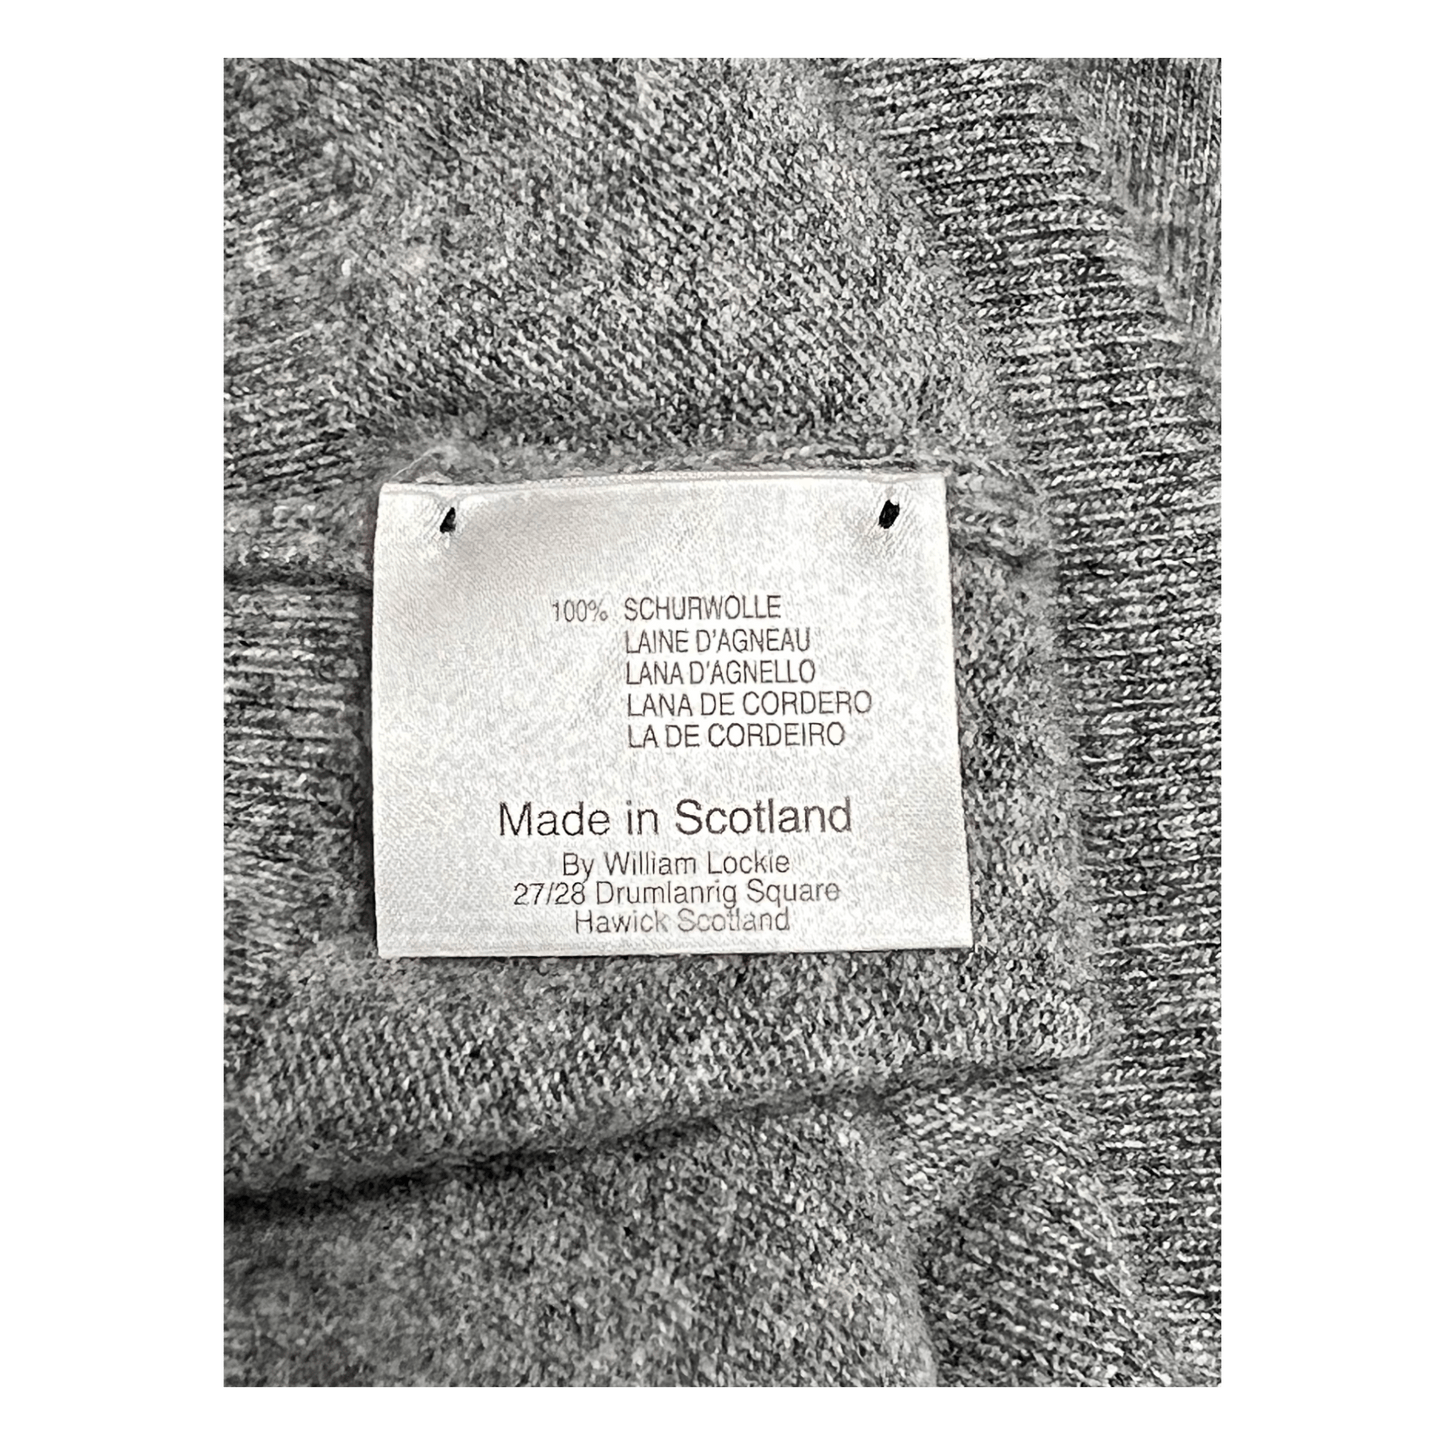 100% SCHURWOLLE
LAINE D'AGNEAU
LANA D'AGNELLO
LANA DE CORDERO
LA DE CORDEIRO
Made in Scotland
By William Lockie
27/28 Drumlanrig Square
Hawick Scotland